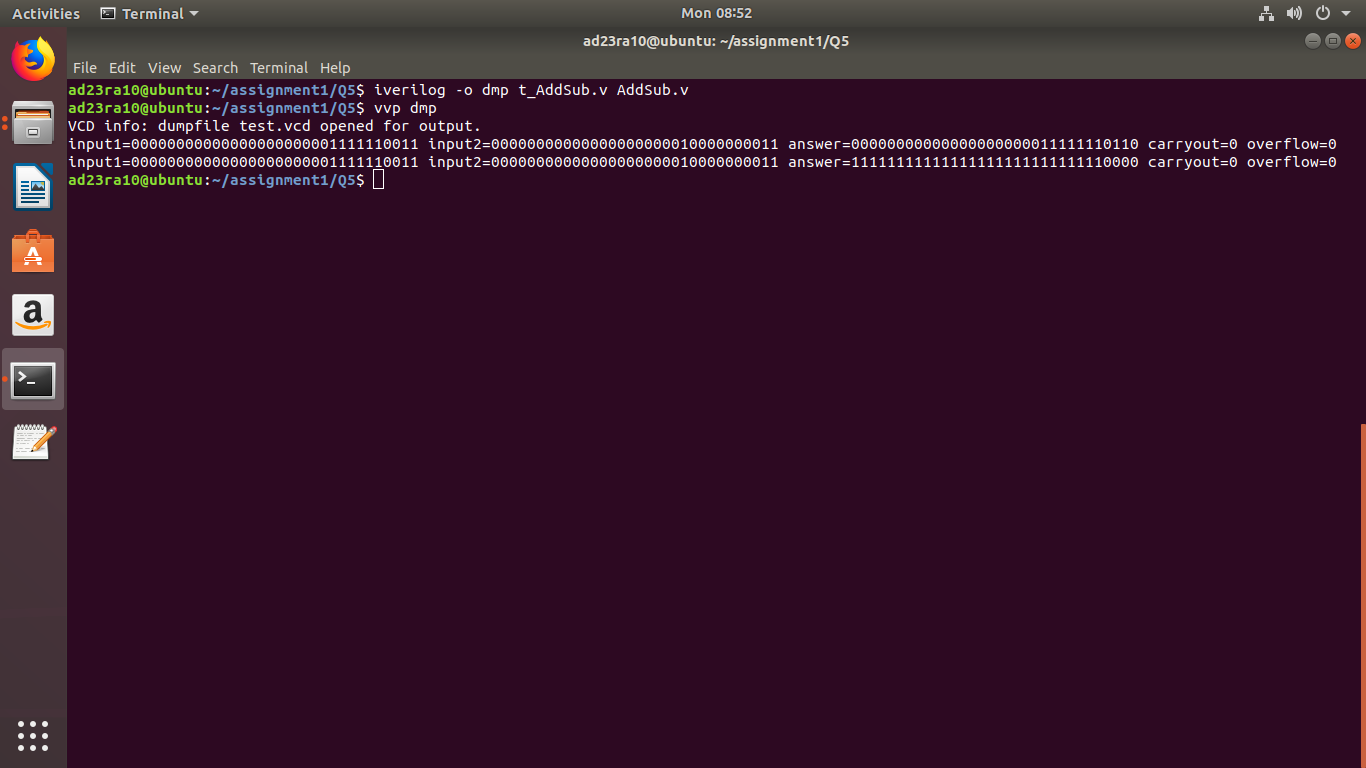 Activities Terminal Mon 08:52
ad23ra10@ubuntu: ~/assignment1/Q5
File Edit View Search Terminal Help
ad23ra10@ubuntu:~/assignment1/Q5$ iverilog -o dmp t_AddSub.v AddSub.v
ad23ra10@ubuntu:~/assignment1/Q5$ vvp dmp
VCD info: dumpfile test.vcd opened for output.
input1=00000000000000000000001111110011 input2=00000000000000000000010000000011 answer=00000000000000000000011111110110 carryout=0 overflow=0
input1=00000000000000000000001111110011 input2=00000000000000000000010000000011 answer=11111111111111111111111111110000 carryout=0 overflow=0
ad23ra10@ubuntu:~/assignment1/Q5$